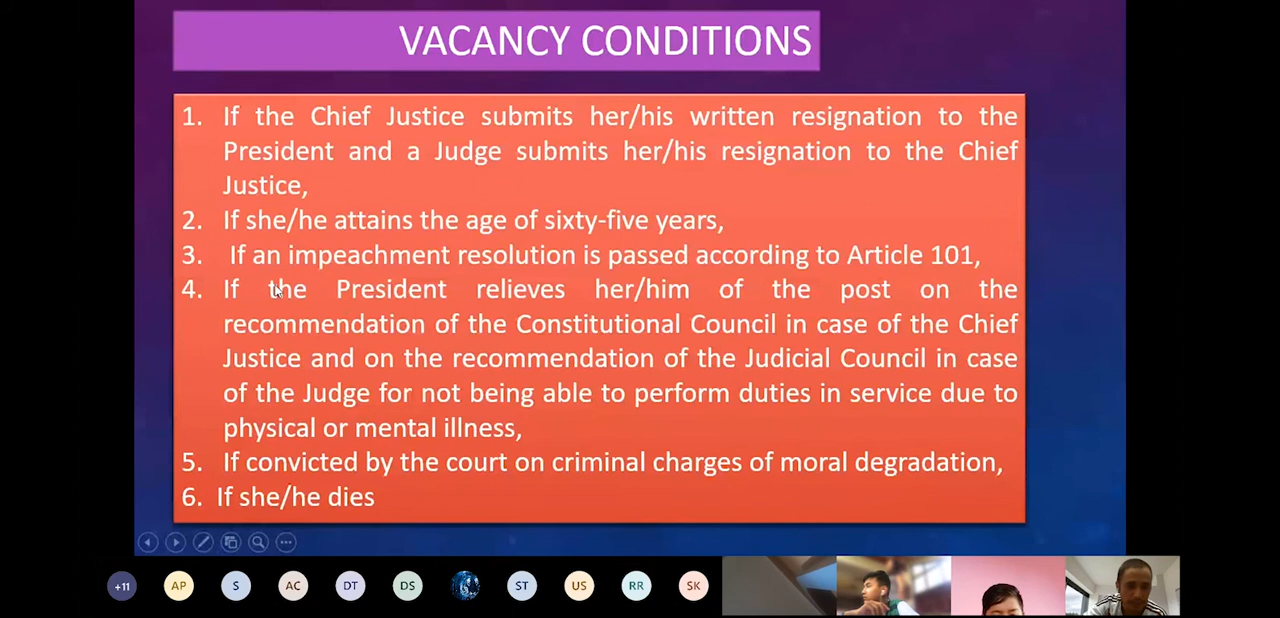 VACANCY CONDITIONS
1. If the Chief Justice submits her/his written resignation to the
President and a Judge submits her/his resignation to the Chief
Justice,
2. If she/he attains the age of sixty-five years,
3. If an impeachment resolution is passed according to Article 101,
4. If the President relieves her/him of the post on the
recommendation of the Constitutional Council in case of the Chief
Justice and on the recommendation of the Judicial Council in case
of the Judge for not being able to perform duties in service due to
physical or mental illness,
5. If convicted by the court on criminal charges of moral degradation,
6. If she/he dies
+11 AP S AC DT DS ST US RR SK